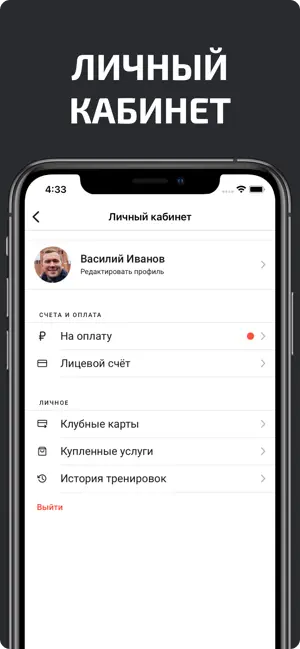 ЛИЧНЫЙ
КАБИНЕТ
4:33
Личный кабинет
Василий Иванов
Редактировать профиль
СЧЕТА И ОПЛАТА
₽ На оплату
Лицевой счёт
ЛИЧНОЕ
Клубные карты
Купленные услуги
История тренировок
Выйти